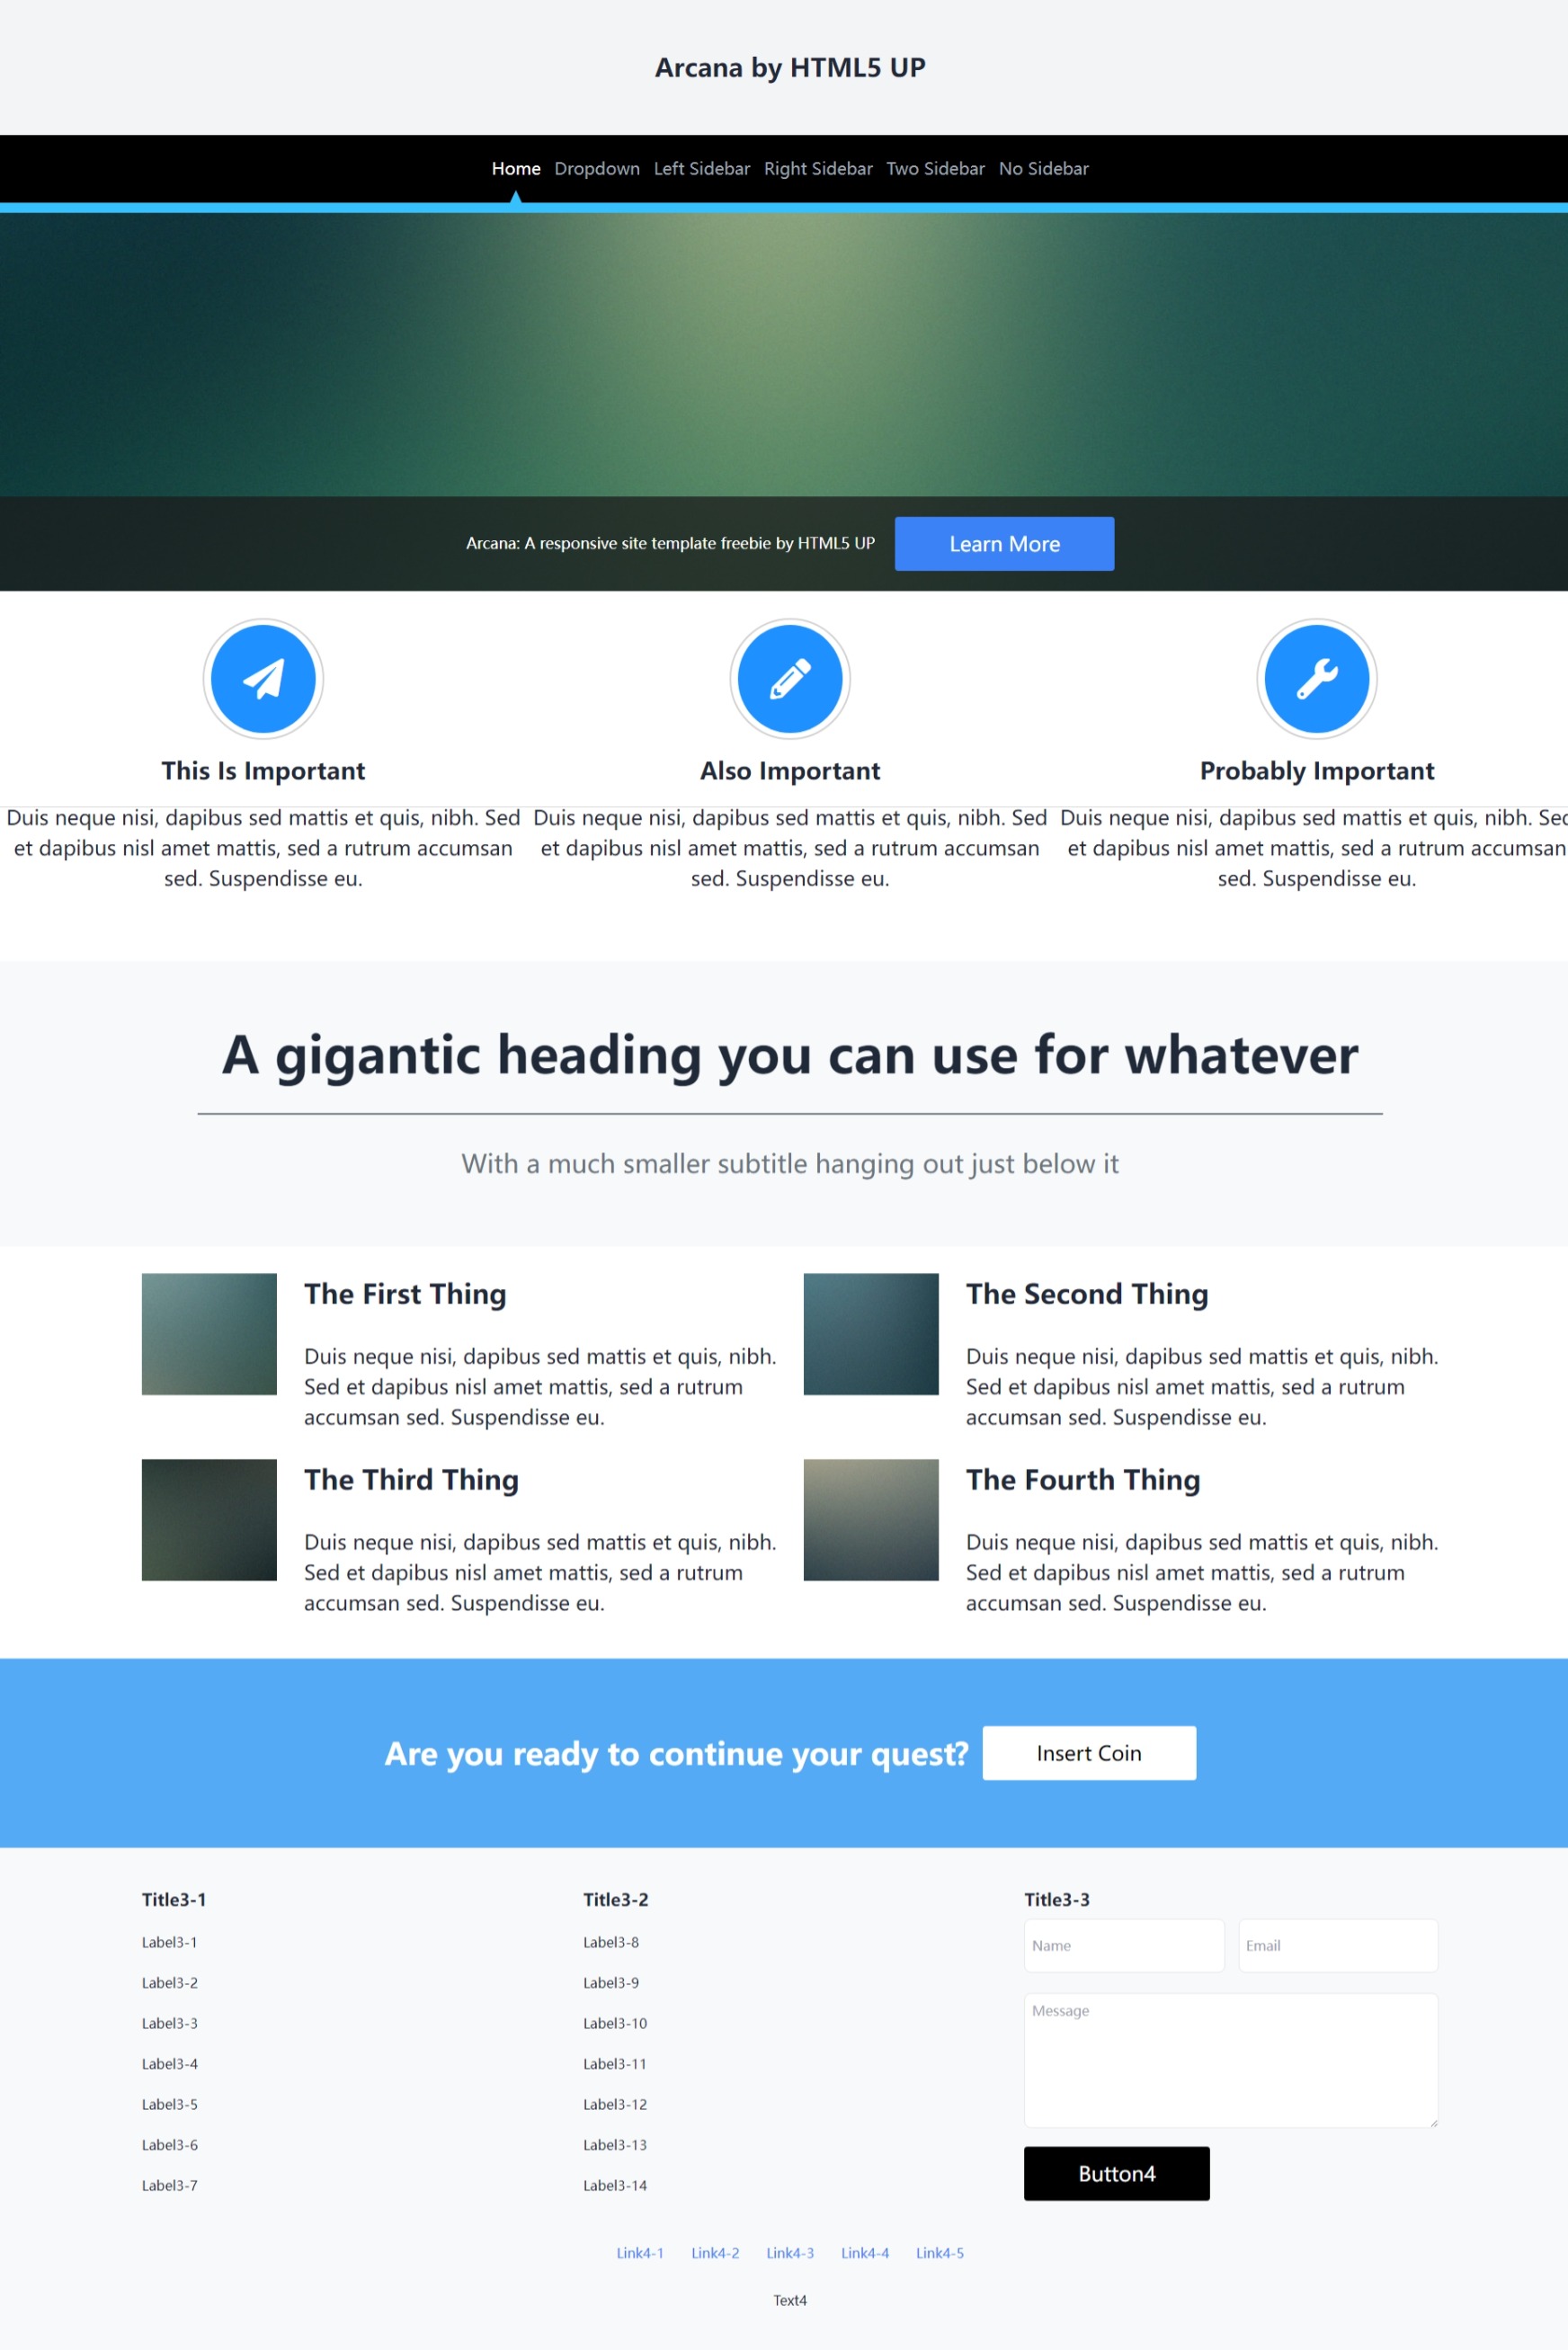 Arcana by HTML5 UP
Home Dropdown Left Sidebar Right Sidebar Two Sidebar No Sidebar
Arcana: A responsive site template freebie by HTML5 UP Learn More
This Is Important
Duis neque nisi, dapibus sed mattis et quis, nibh. Sed
et dapibus nisl amet mattis, sed a rutrum accumsan
sed. Suspendisse eu.
Also Important
Duis neque nisi, dapibus sed mattis et quis, nibh. Sed
et dapibus nisl amet mattis, sed a rutrum accumsan
sed. Suspendisse eu.
Probably Important
Duis neque nisi, dapibus sed mattis et quis, nibh. Sed
et dapibus nisl amet mattis, sed a rutrum accumsan
sed. Suspendisse eu.
A gigantic heading you can use for whatever
With a much smaller subtitle hanging out just below it
The First Thing
Duis neque nisi, dapibus sed mattis et quis, nibh.
Sed et dapibus nisl amet mattis, sed a rutrum
accumsan sed. Suspendisse eu.
The Second Thing
Duis neque nisi, dapibus sed mattis et quis, nibh.
Sed et dapibus nisl amet mattis, sed a rutrum
accumsan sed. Suspendisse eu.
The Third Thing
Duis neque nisi, dapibus sed mattis et quis, nibh.
Sed et dapibus nisl amet mattis, sed a rutrum
accumsan sed. Suspendisse eu.
The Fourth Thing
Duis neque nisi, dapibus sed mattis et quis, nibh.
Sed et dapibus nisl amet mattis, sed a rutrum
accumsan sed. Suspendisse eu.
Are you ready to continue your quest? Insert Coin
Title3-1
Label3-1
Label3-2
Label3-3
Label3-4
Label3-5
Label3-6
Label3-7
Title3-2
Label3-8
Label3-9
Label3-10
Label3-11
Label3-12
Label3-13
Label3-14
Title3-3
Name Email
Message
Button4
Link4-1 Link4-2 Link4-3 Link4-4 Link4-5
Text4